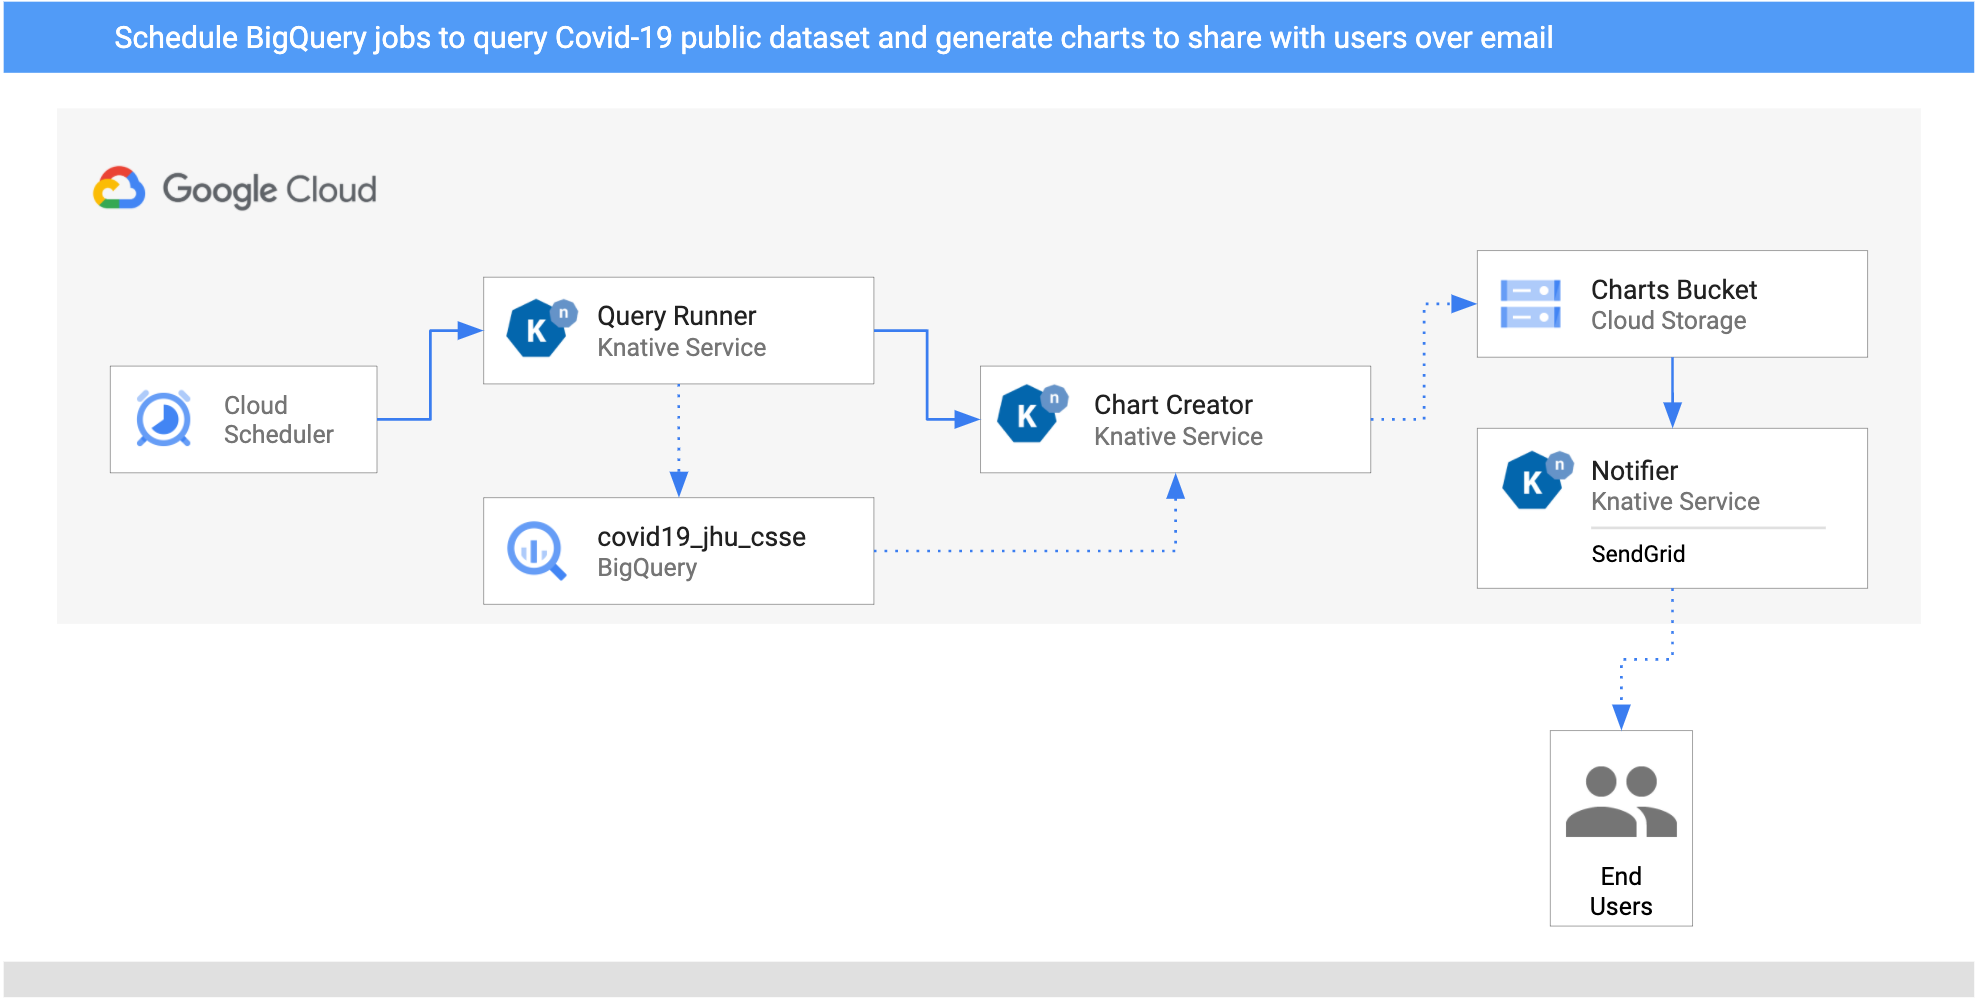 Schedule BigQuery jobs to query Covid-19 public dataset and generate charts to share with users over email
Google Cloud
Cloud
Scheduler
K n
Query Runner
Knative Service
covid19_jhu_csse
BigQuery
K n
Chart Creator
Knative Service
Charts Bucket
Cloud Storage
K n
Notifier
Knative Service
SendGrid
End
Users